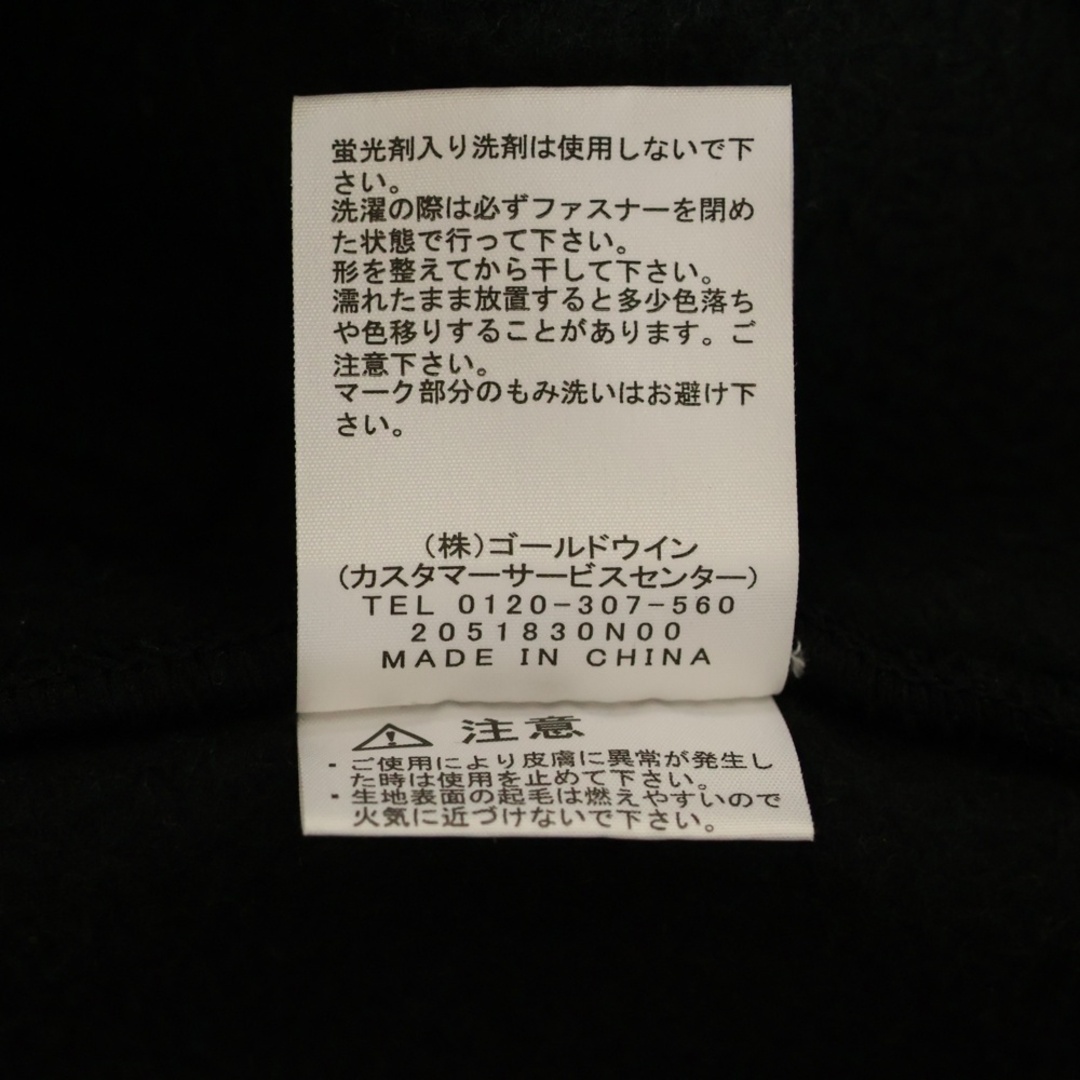 蛍光剤入り洗剤は使用しないで下
さい。
洗濯の際は必ずファスナーを閉め
た状態で行って下さい。
形を整えてから干して下さい。
濡れたまま放置すると多少色落ち
や色移りすることがあります。ご
注意下さい。
マーク部分のもみ洗いはお避け下
さい。
(株)ゴールドウイン
(カスタマーサービスセンター)
TEL 0120-307-560
2051830N00
MADE IN CHINA
⚠ 注意
・ご使用により皮膚に異常が発生し
た時は使用を止めて下さい。
・生地表面の起毛は燃えやすいので
火気に近づけないで下さい。